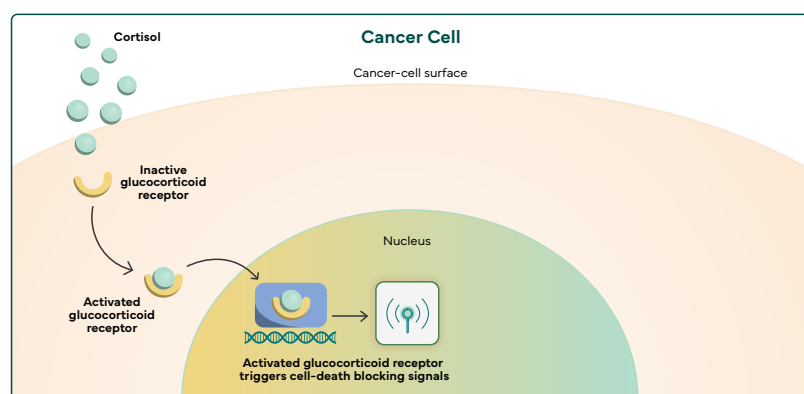 Cancer Cell
Cortisol
Cancer-cell surface
Inactive
glucocorticoid
receptor
Nucleus
Activated
glucocorticoid
receptor
Activated glucocorticoid receptor
triggers cell-death blocking signals